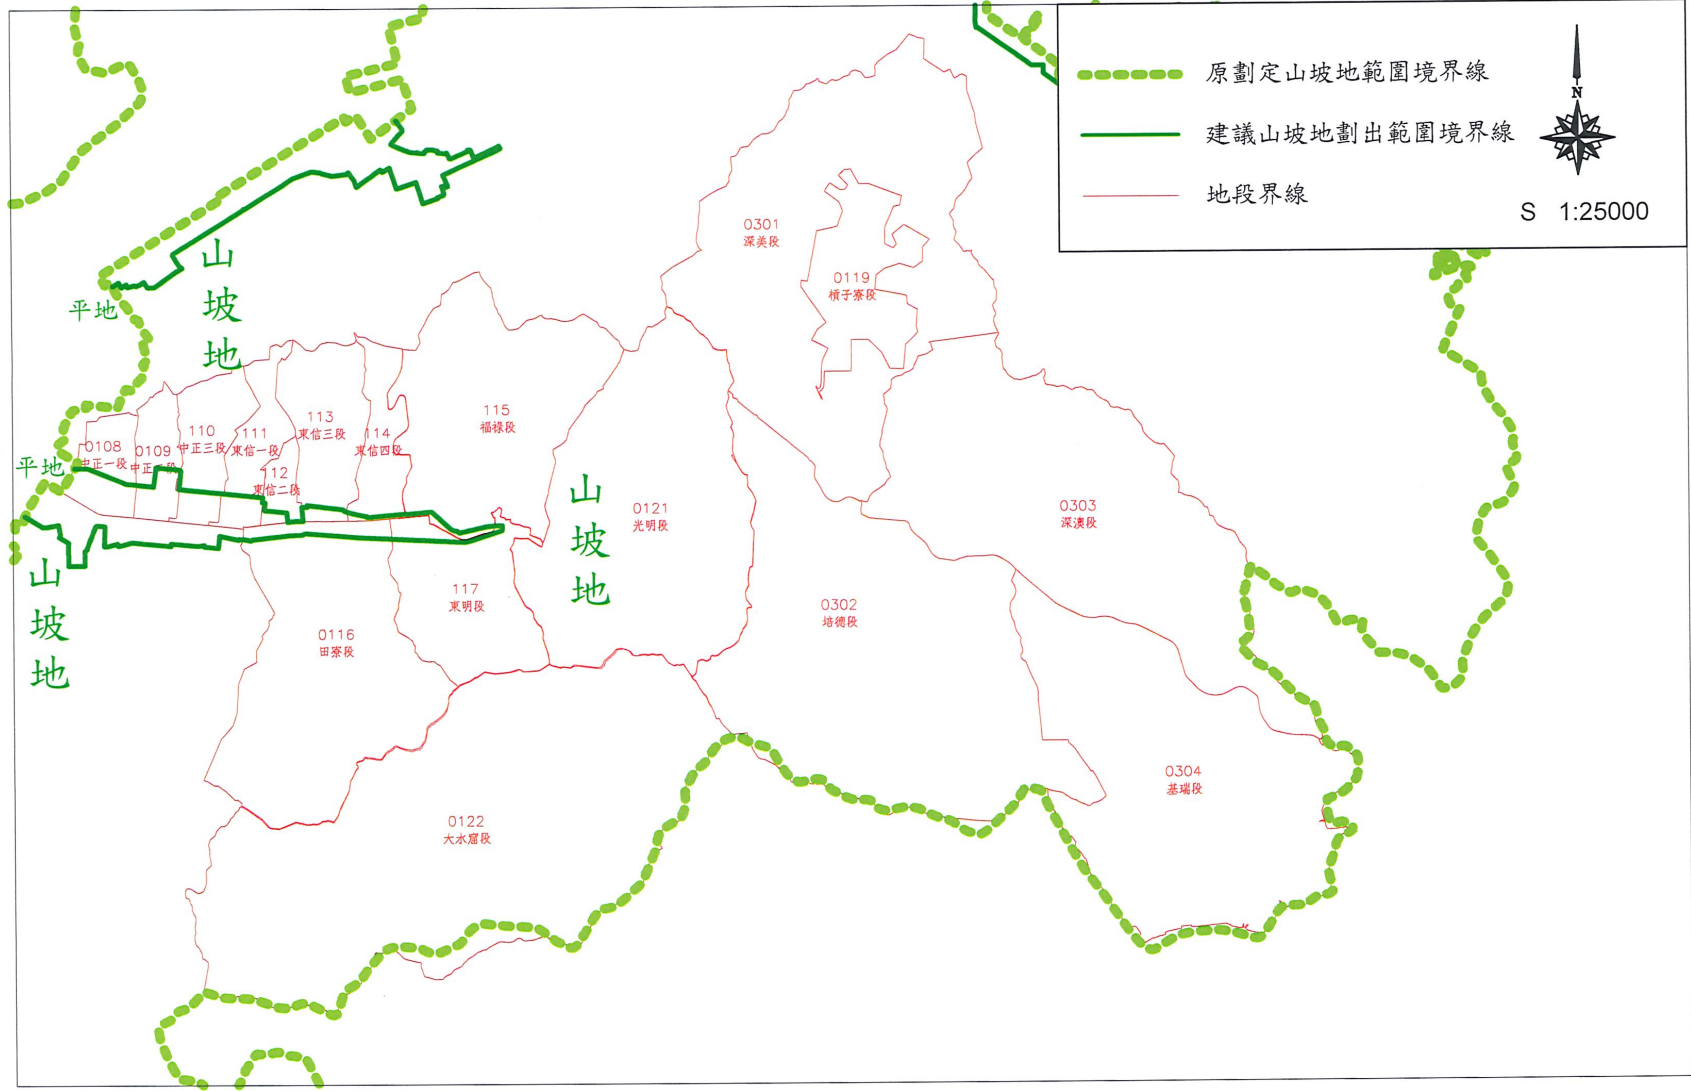 原劃定山坡地範圍境界線
N
建議山坡地劃出範圍境界線
地段界線
S 1:25000
山坡地
平地
0301
深美段
0119
槓子寮段
115
福祿段
113
東信三段
110
中正三段
111
東信一段
114
東信四段
0108
中正一段
0109
中正二段
112
東信二段
平地
山坡地
0121
光明段
0303
深澳段
山坡地
117
東明段
0302
培德段
0116
田寮段
0304
基瑞段
0122
大水窟段